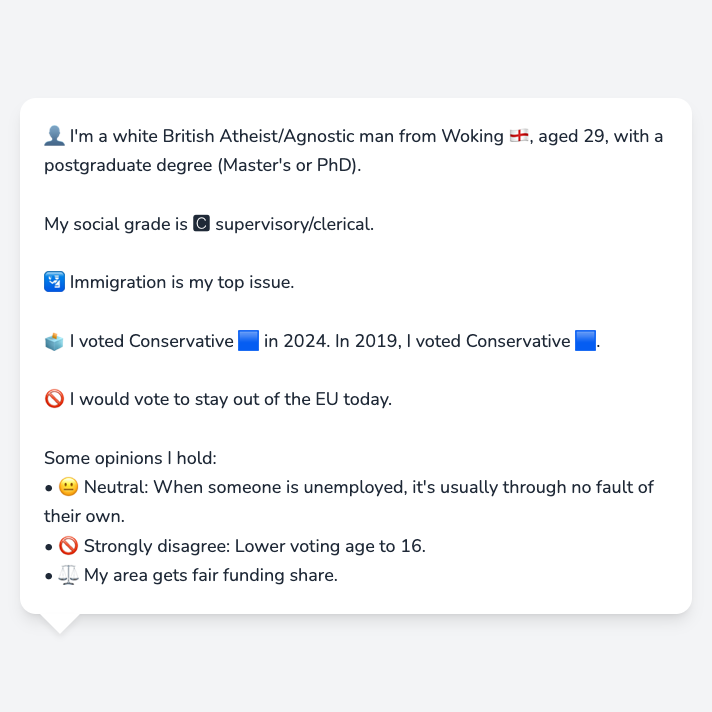 👤 I'm a white British Atheist/Agnostic man from Woking 🏴󠁧󠁢󠁥󠁮󠁧󠁿, aged 29, with a
postgraduate degree (Master's or PhD).
My social grade is 🅲 supervisory/clerical.
🛂 Immigration is my top issue.
🗳️ I voted Conservative 🟦 in 2024. In 2019, I voted Conservative 🟦.
🚫 I would vote to stay out of the EU today.
Some opinions I hold:
• 😐 Neutral: When someone is unemployed, it's usually through no fault of
their own.
• 🚫 Strongly disagree: Lower voting age to 16.
• ⚖️ My area gets fair funding share.